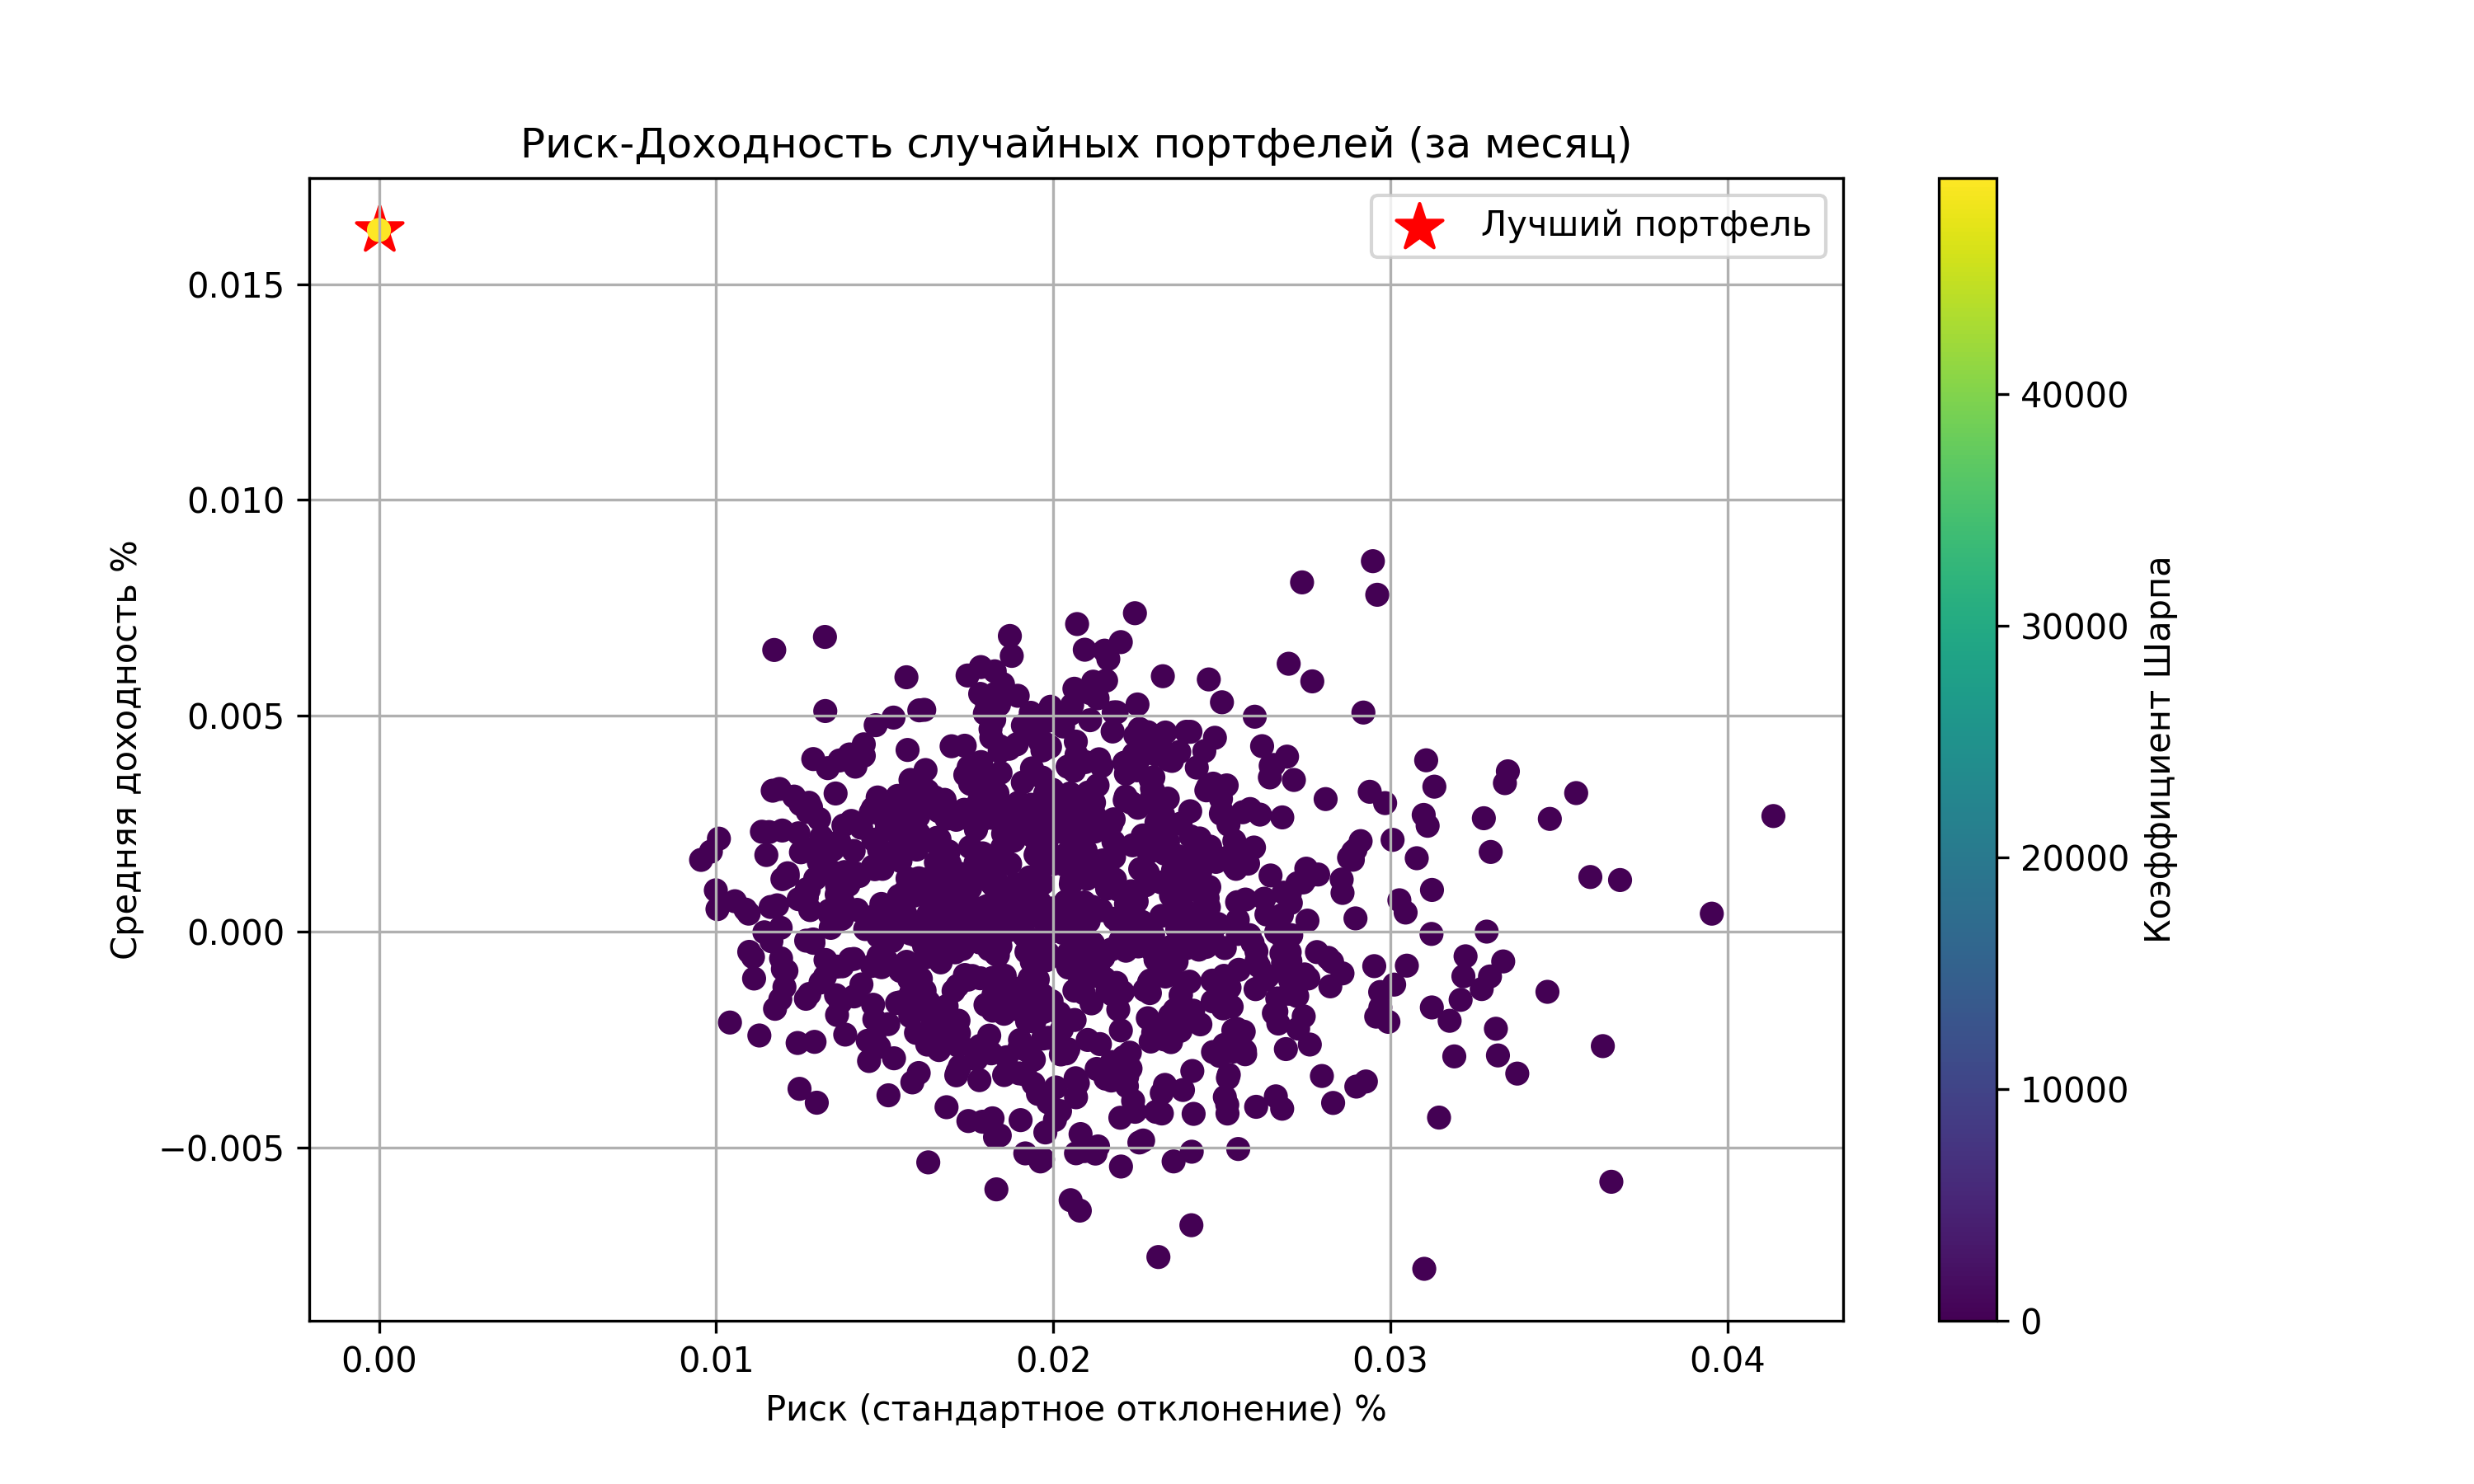 Риск-Доходность случайных портфелей (за месяц)
Лучший портфель
Средняя доходность %
0.015
0.010
0.005
0.000
−0.005
0.00 0.01 0.02 0.03 0.04
Риск (стандартное отклонение) %
40000
30000
20000
10000
0
Коэффициент Шарпа